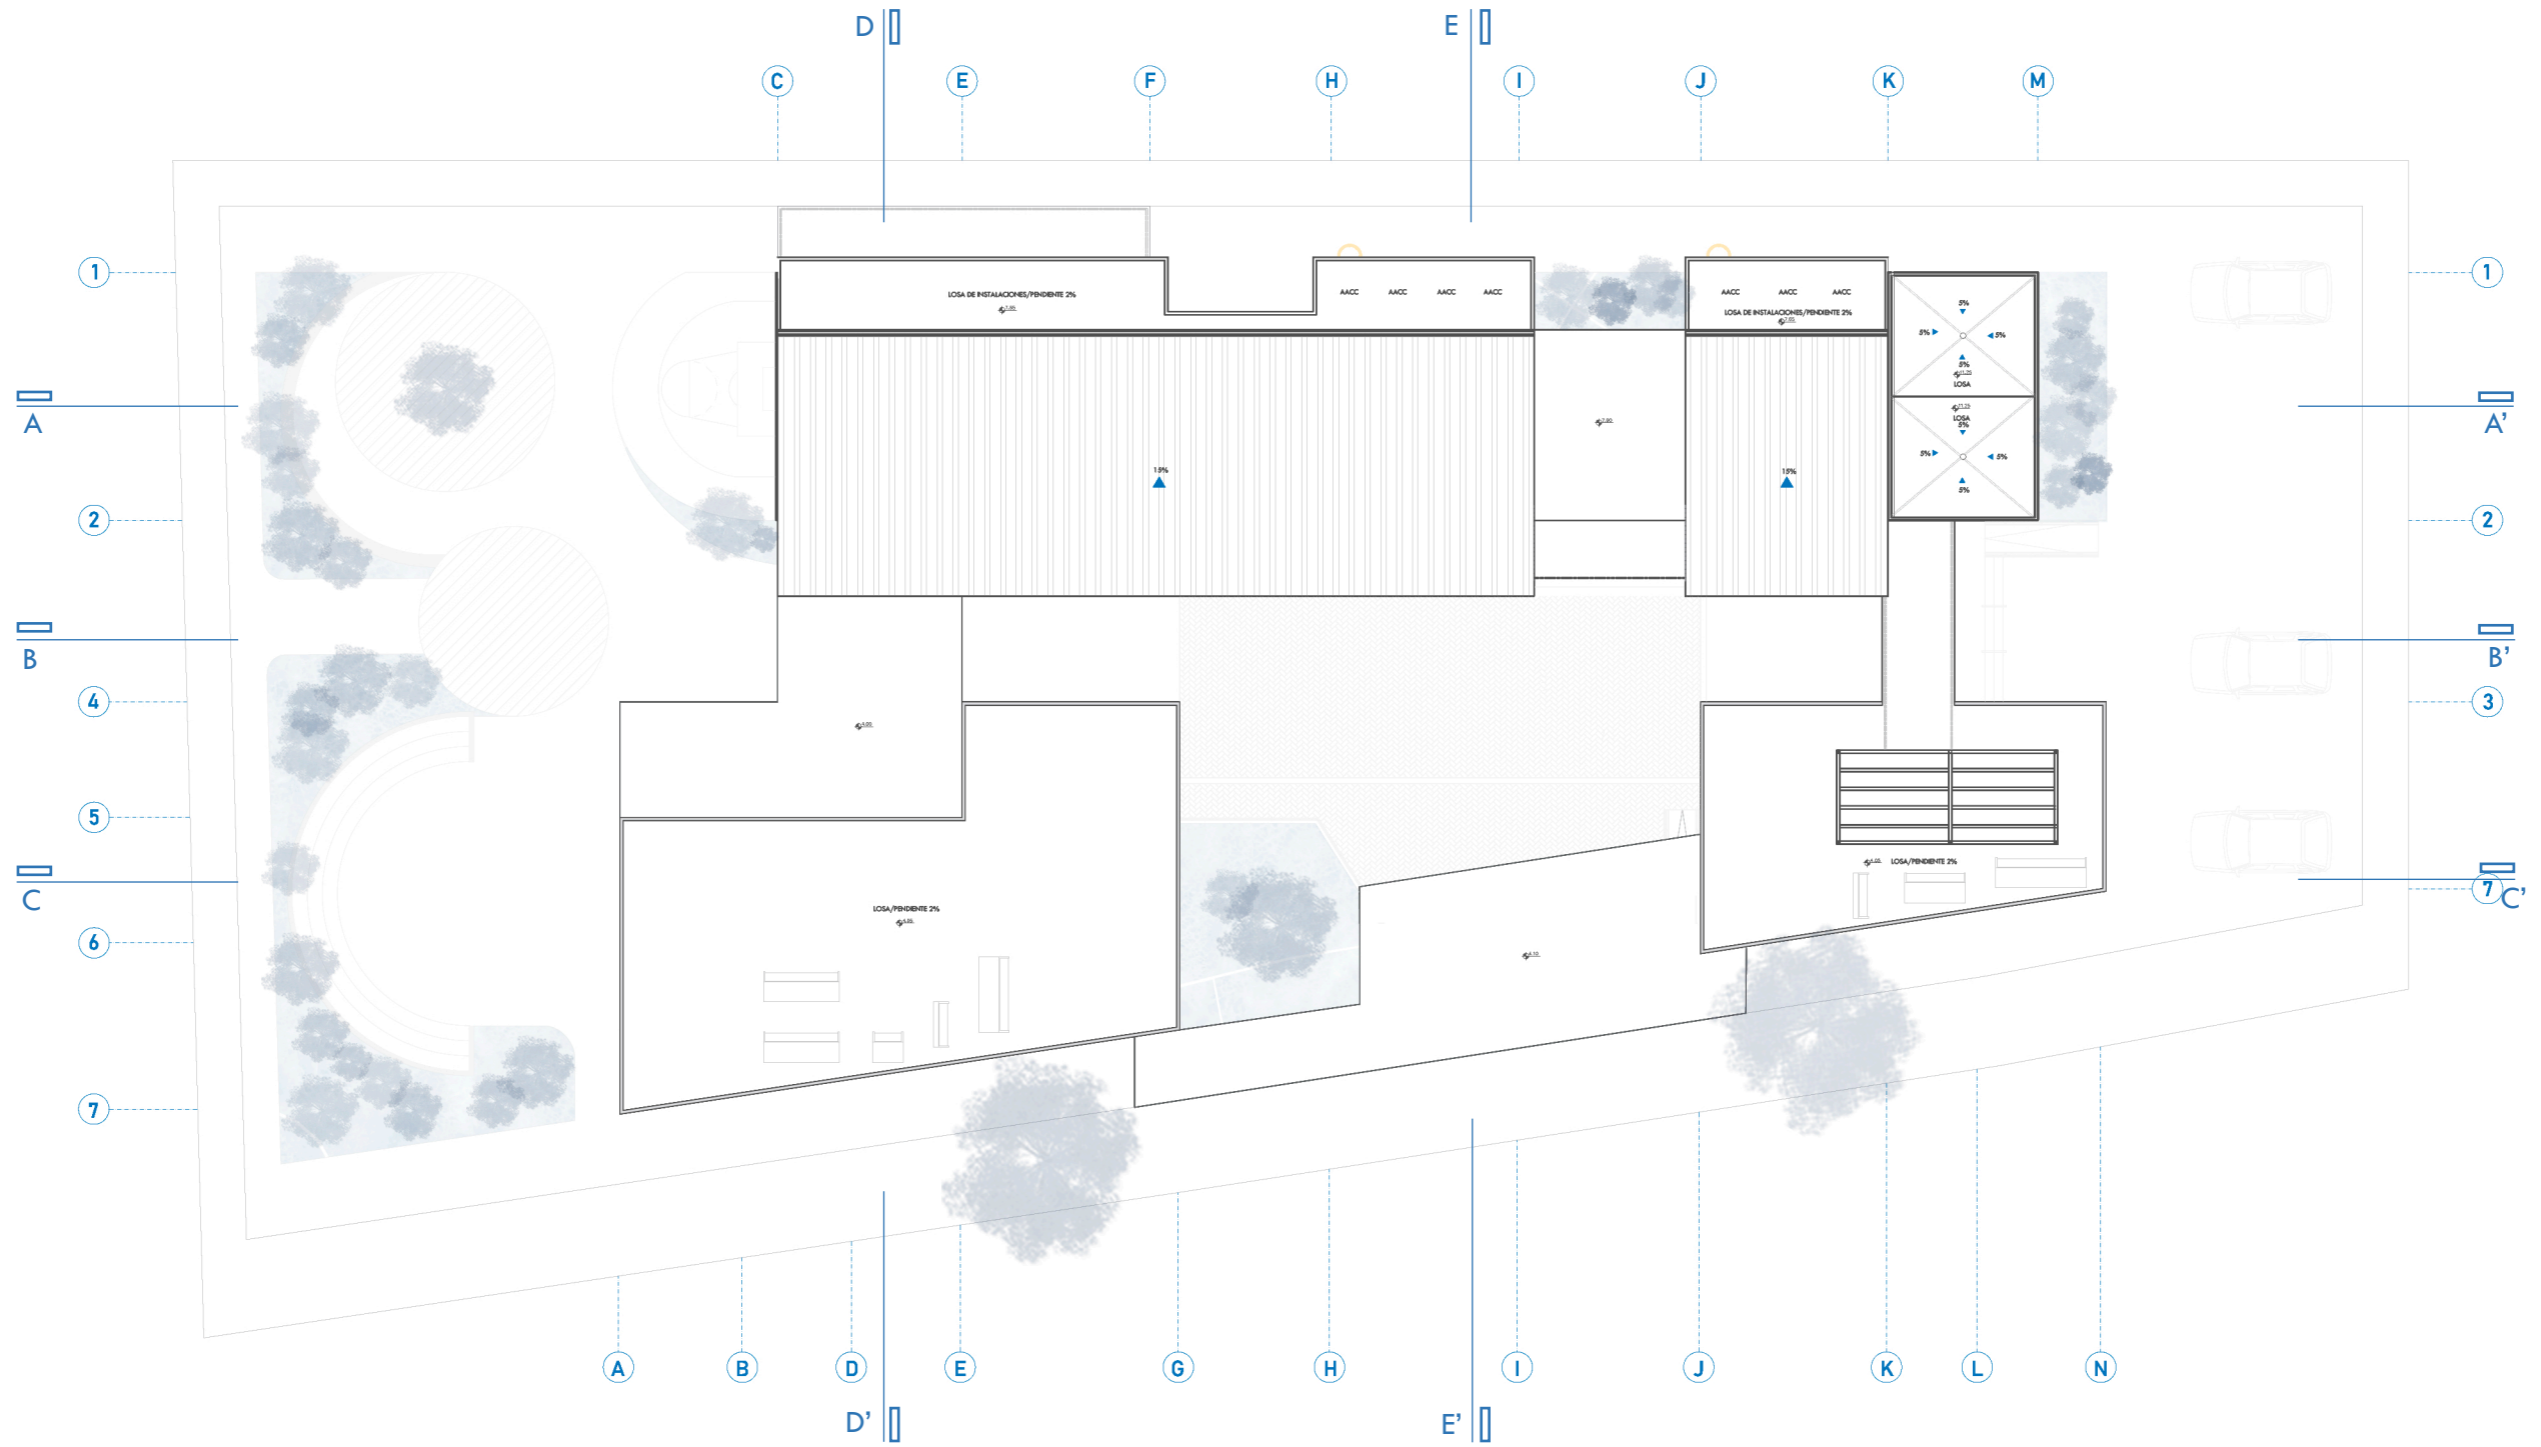 D
E
C
E
F
H
I
J
K
M
1
1
AACC
AACC
AACC
AACC
AACC
AACC
AACC
LOSA DE INSTALACIONES/PENDIENTE 2%
LOSA DE INSTALACIONES/PENDIENTE 2%
5%
5%
5%
5%
LOSA
A
A'
LOSA
5%
5%
5%
5%
15%
15%
2
2
B
B'
4
3
5
LOSA/PENDIENTE 2%
C
7
C'
LOSA/PENDIENTE 2%
6
7
A
B
D
E
G
H
I
J
K
L
N
D'
E'